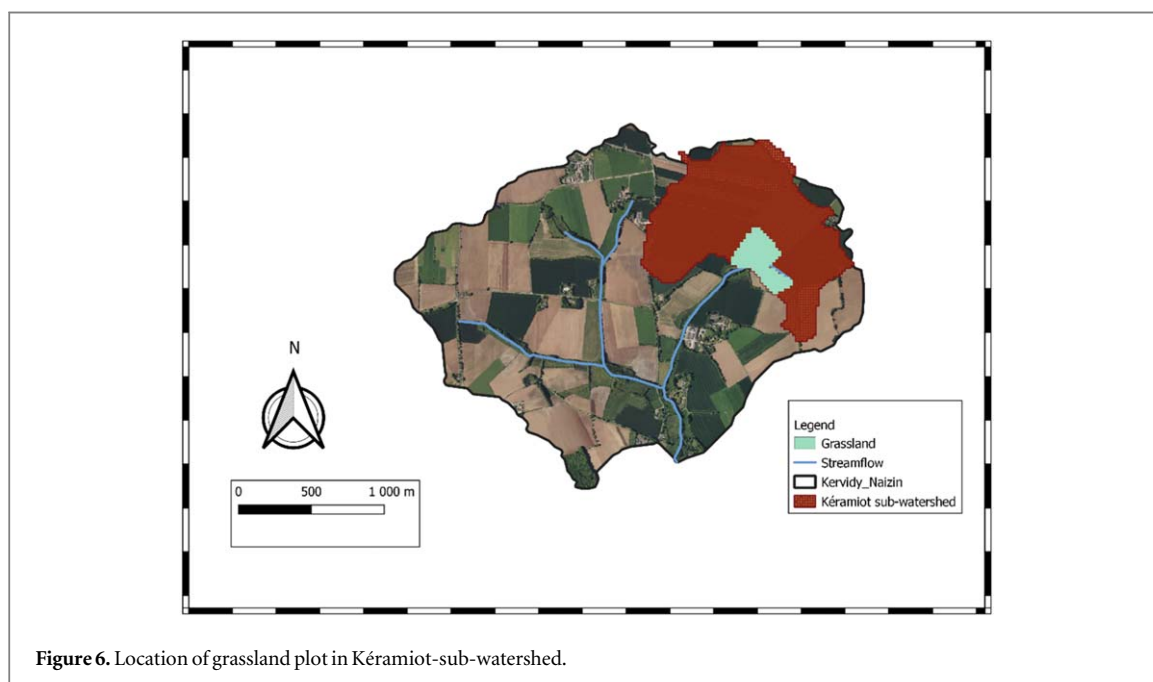 N
0 500 1 000 m
Legend
Grassland
Streamflow
Kervidy_Naizin
Kéramiot sub-watershed
Figure 6. Location of grassland plot in Kéramiot-sub-watershed.